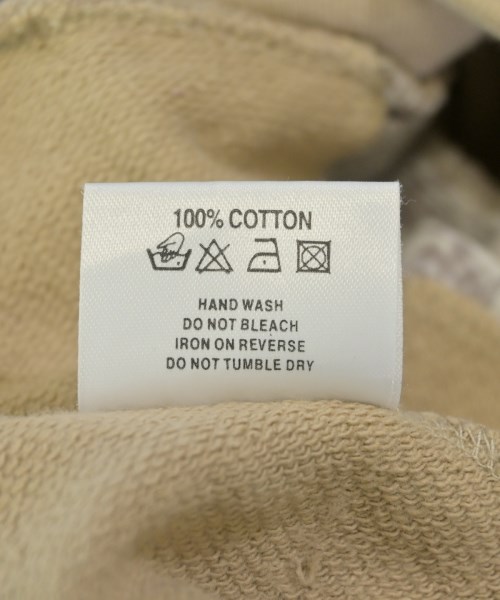 100% COTTON
HAND WASH
DO NOT BLEACH
IRON ON REVERSE
DO NOT TUMBLE DRY